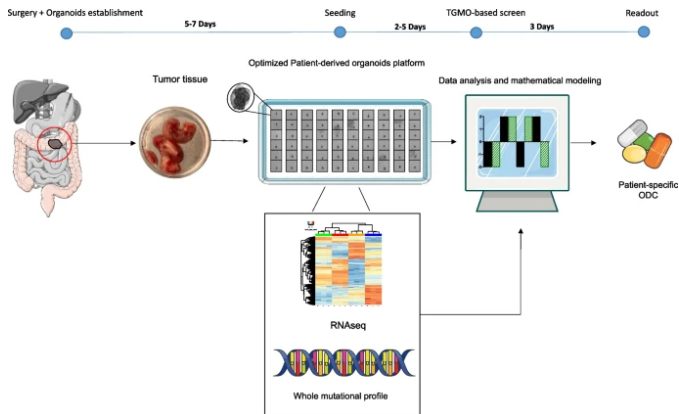 Surgery + Organoids establishment
5-7 Days
Seeding
2-5 Days
TGMO-based screen
3 Days
Readout
Tumor tissue
Optimized Patient-derived organoids platform
Data analysis and mathematical modeling
Patient-specific
ODC
RNAseq
Whole mutational profile